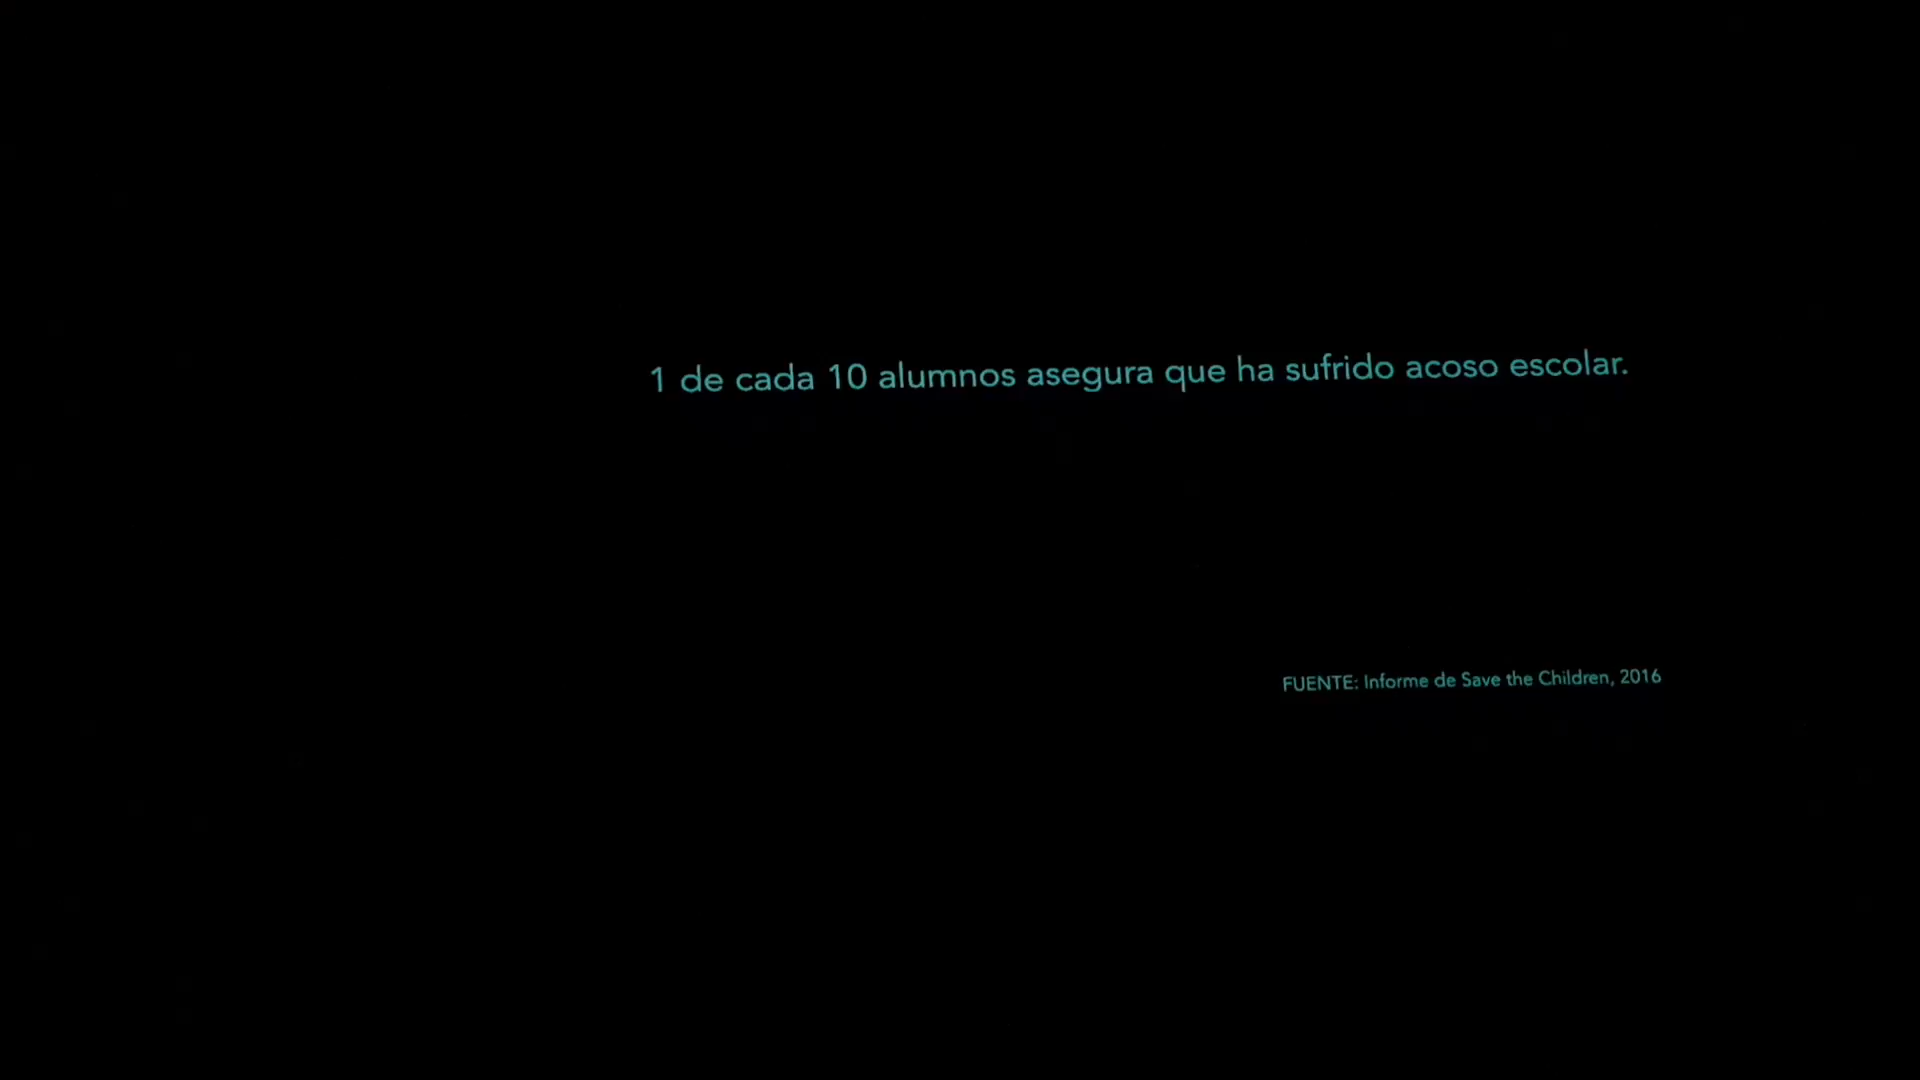 1 de cada 10 alumnos asegura que ha sufrido acoso escolar.
FUENTE: Informe de Save the Children, 2016